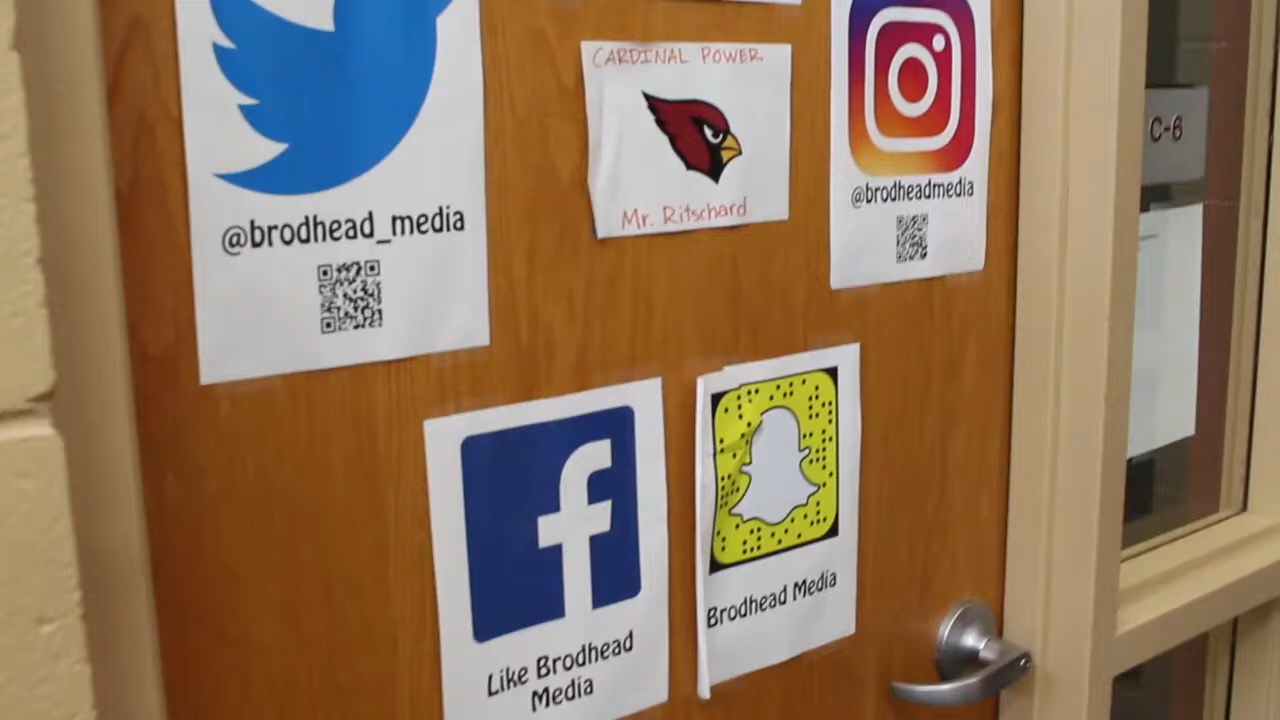 @brodhead_media
CARDINAL POWER
Mr. Ritschard
@brodheadmedia
C-6
Like Brodhead
Media
Brodhead Media